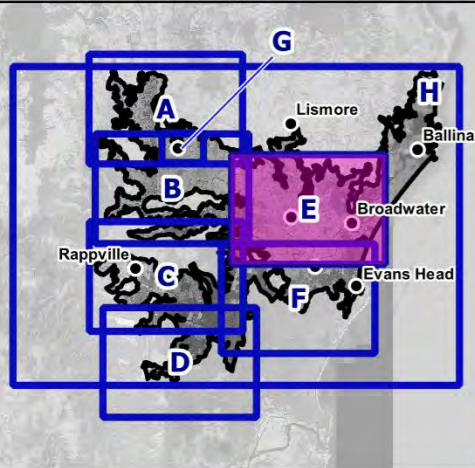 G
A
H
Lismore
Ballina
B
E
Broadwater
Rappville
C
Evans Head
F
D